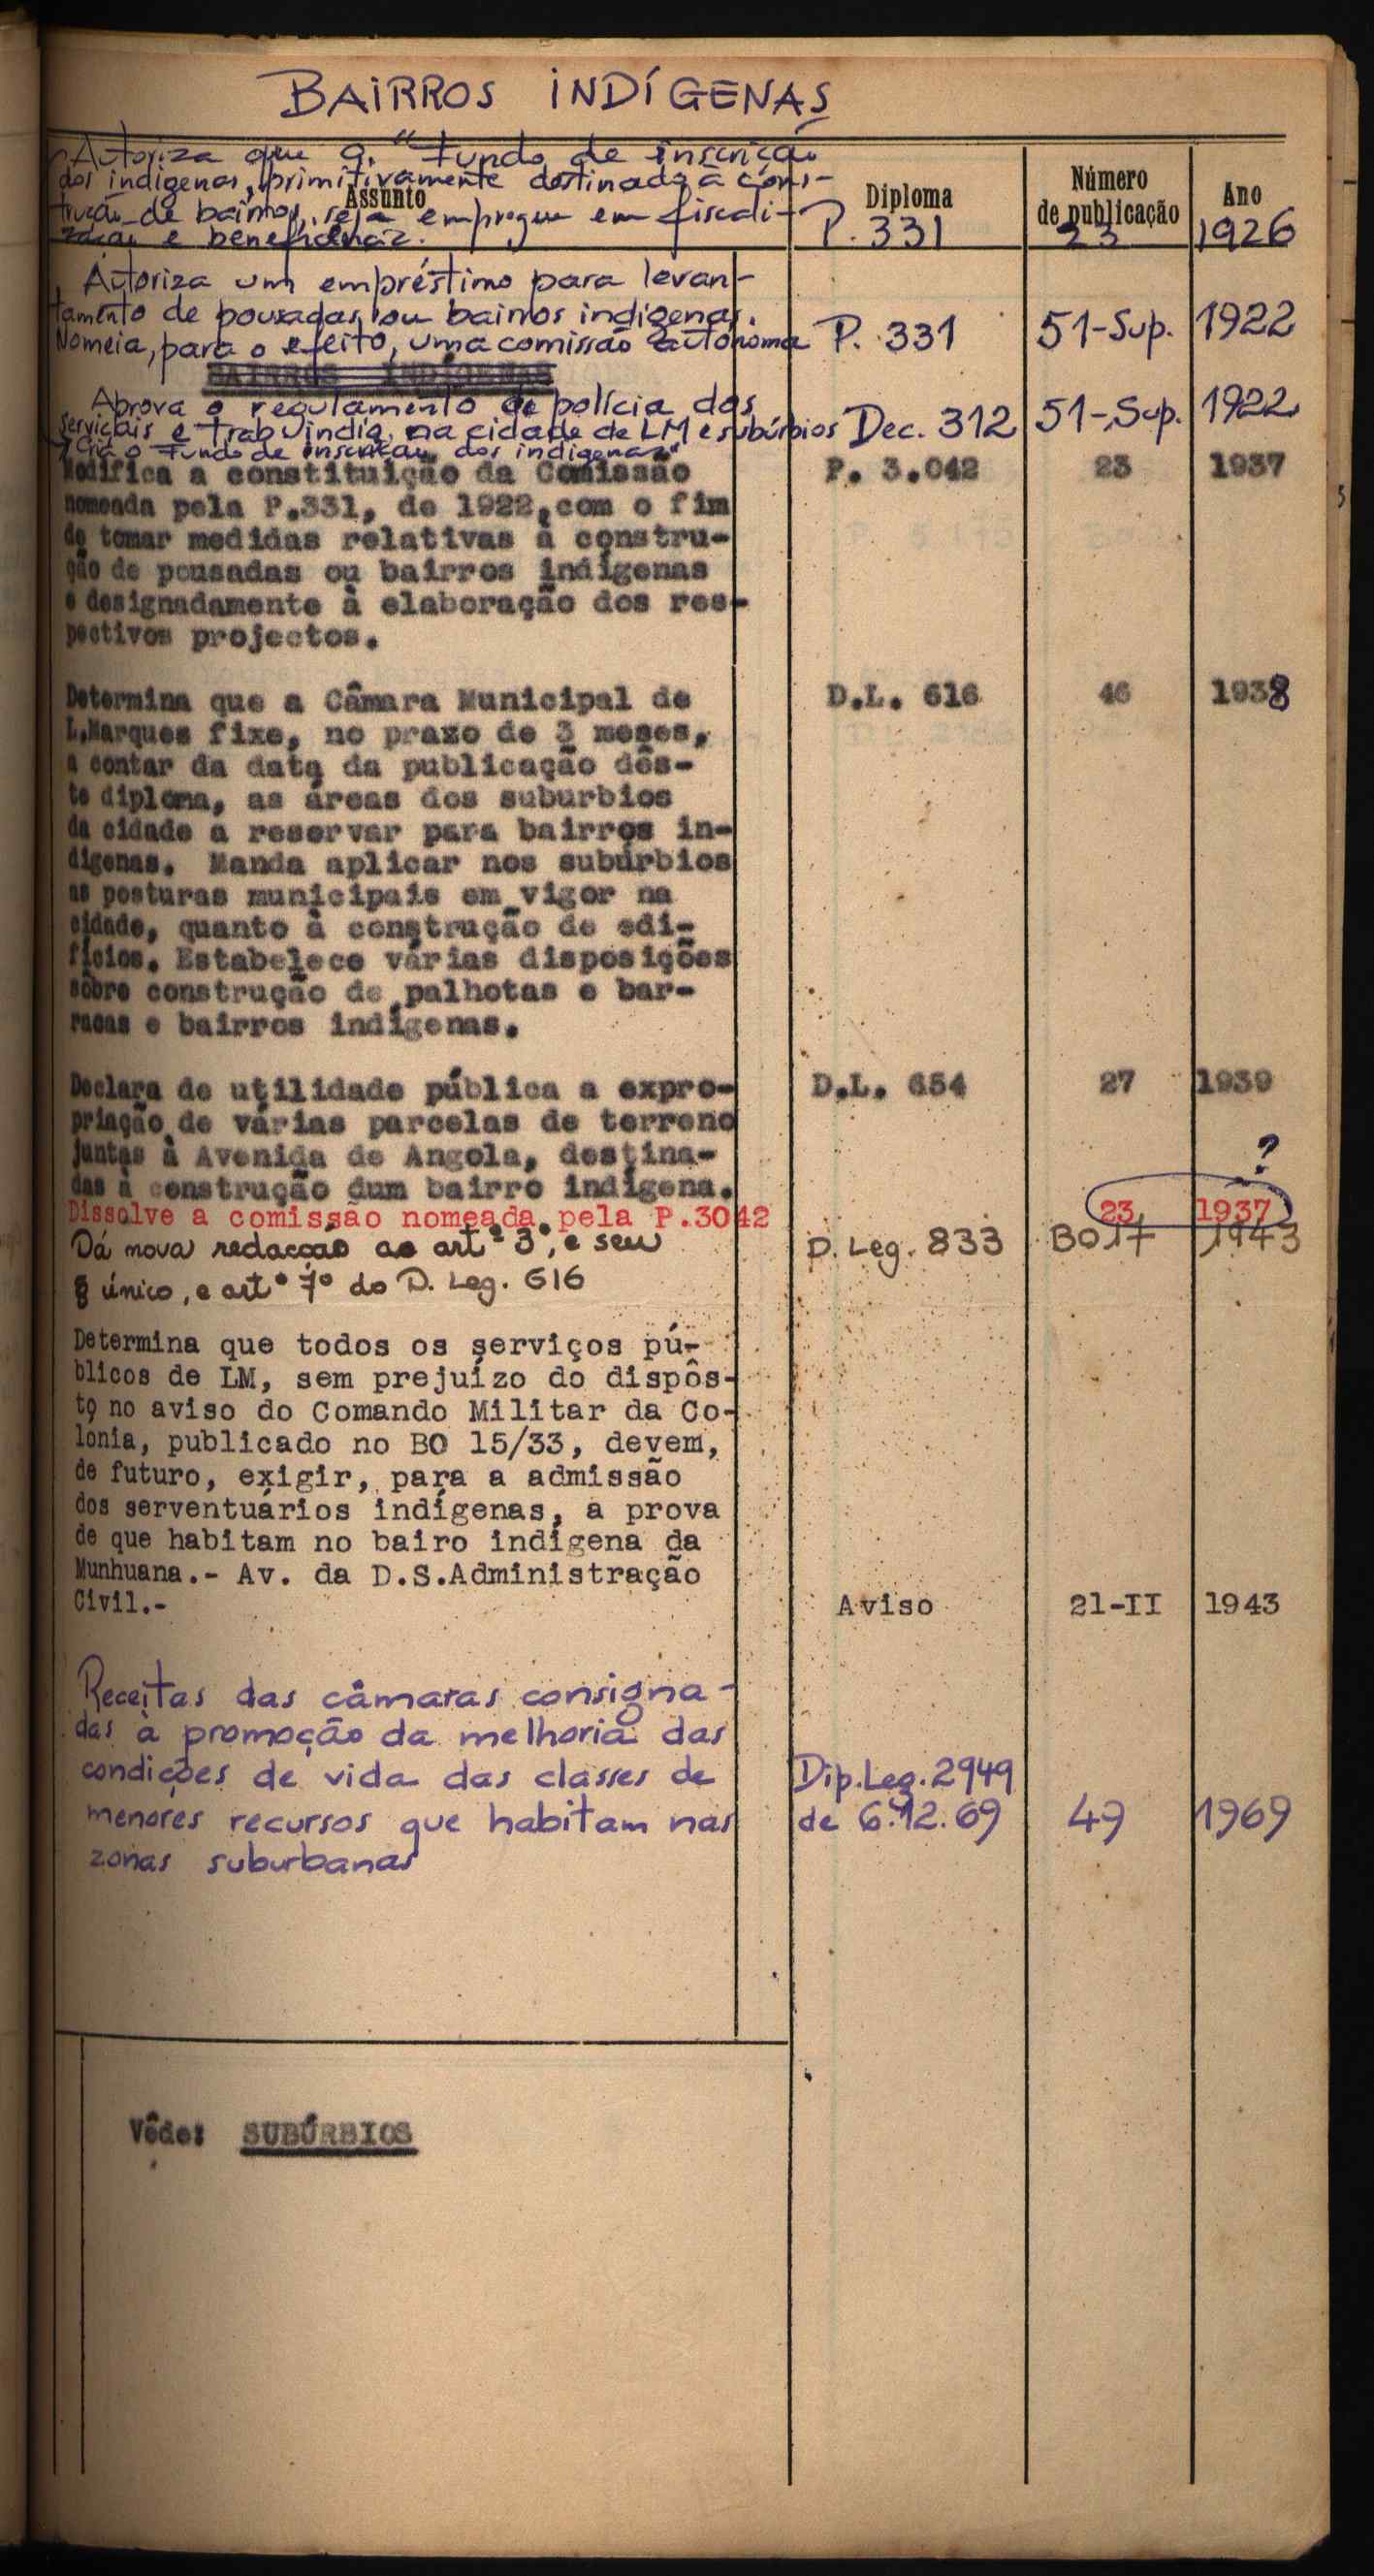 BAIRROS INDÍGENAS
Autoriza que o "Fundo de inscrição
dos indígenas, primitivamente destinado à cons-
Assunto Diploma Número de publicação Ano
trução de bairros, seja empregue em fiscali- P. 331 23 1926
zação e beneficência.
Autoriza um empréstimo para levan-
tamento de pousadas ou bairros indígenas.
Nomeia, para o efeito, uma comissão autónoma P. 331 51-Sup. 1922
BAIRROS INDÍGENAS
Aprova o regulamento de polícia dos
serviçais e trab. indíg. na cidade de LM e subúrbios Dec. 312 51-Sup. 1922
Cria o Fundo de inscrição dos indígenas"
Modifica a constituição da Comissão P. 3.042 23 1937
nomeada pela P.331, de 1922, com o fim
de tomar medidas relativas à constru-
ção de pousadas ou bairros indígenas
e designadamente à elaboração dos res-
pectivos projectos.
Determina que a Câmara Municipal de D.L. 616 46 1938
L.Marques fixe, no prazo de 3 meses,
a contar da data da publicação dês-
te diploma, as áreas dos suburbios
da cidade a reservar para bairros in-
dígenas. Manda aplicar nos subúrbios
as posturas municipais em vigor na
cidade, quanto à construção de edi-
fícios. Estabelece várias disposições
sôbre construção de palhotas e bar-
racas e bairros indígenas.
Declara de utilidade pública a expro- D.L. 654 27 1939
priação de várias parcelas de terreno
juntas à Avenida de Angola, destina- ?
das à construção dum bairro indígena.
Dissolve a comissão nomeada pela P.3042 23 1937
Dá nova redacção ao artº 3º, e seu D. Leg. 833 BO 17 1943
§ único, e artº 7º do D. Leg. 616
Determina que todos os serviços pú-
blicos de LM, sem prejuízo do dispôs-
to no aviso do Comando Militar da Co-
lonia, publicado no BO 15/33, devem,
de futuro, exigir, para a admissão
dos serventuários indígenas, a prova
de que habitam no bairo indígena da
Munhuana.- Av. da D.S.Administração
Civil.- Aviso 21-II 1943
Receitas das câmaras consigna-
das à promoção da melhoria das
condições de vida das classes de Dip. Leg. 2949
menores recursos que habitam nas de 6.12.69 49 1969
zonas suburbanas
Vêde: SUBÚRBIOS